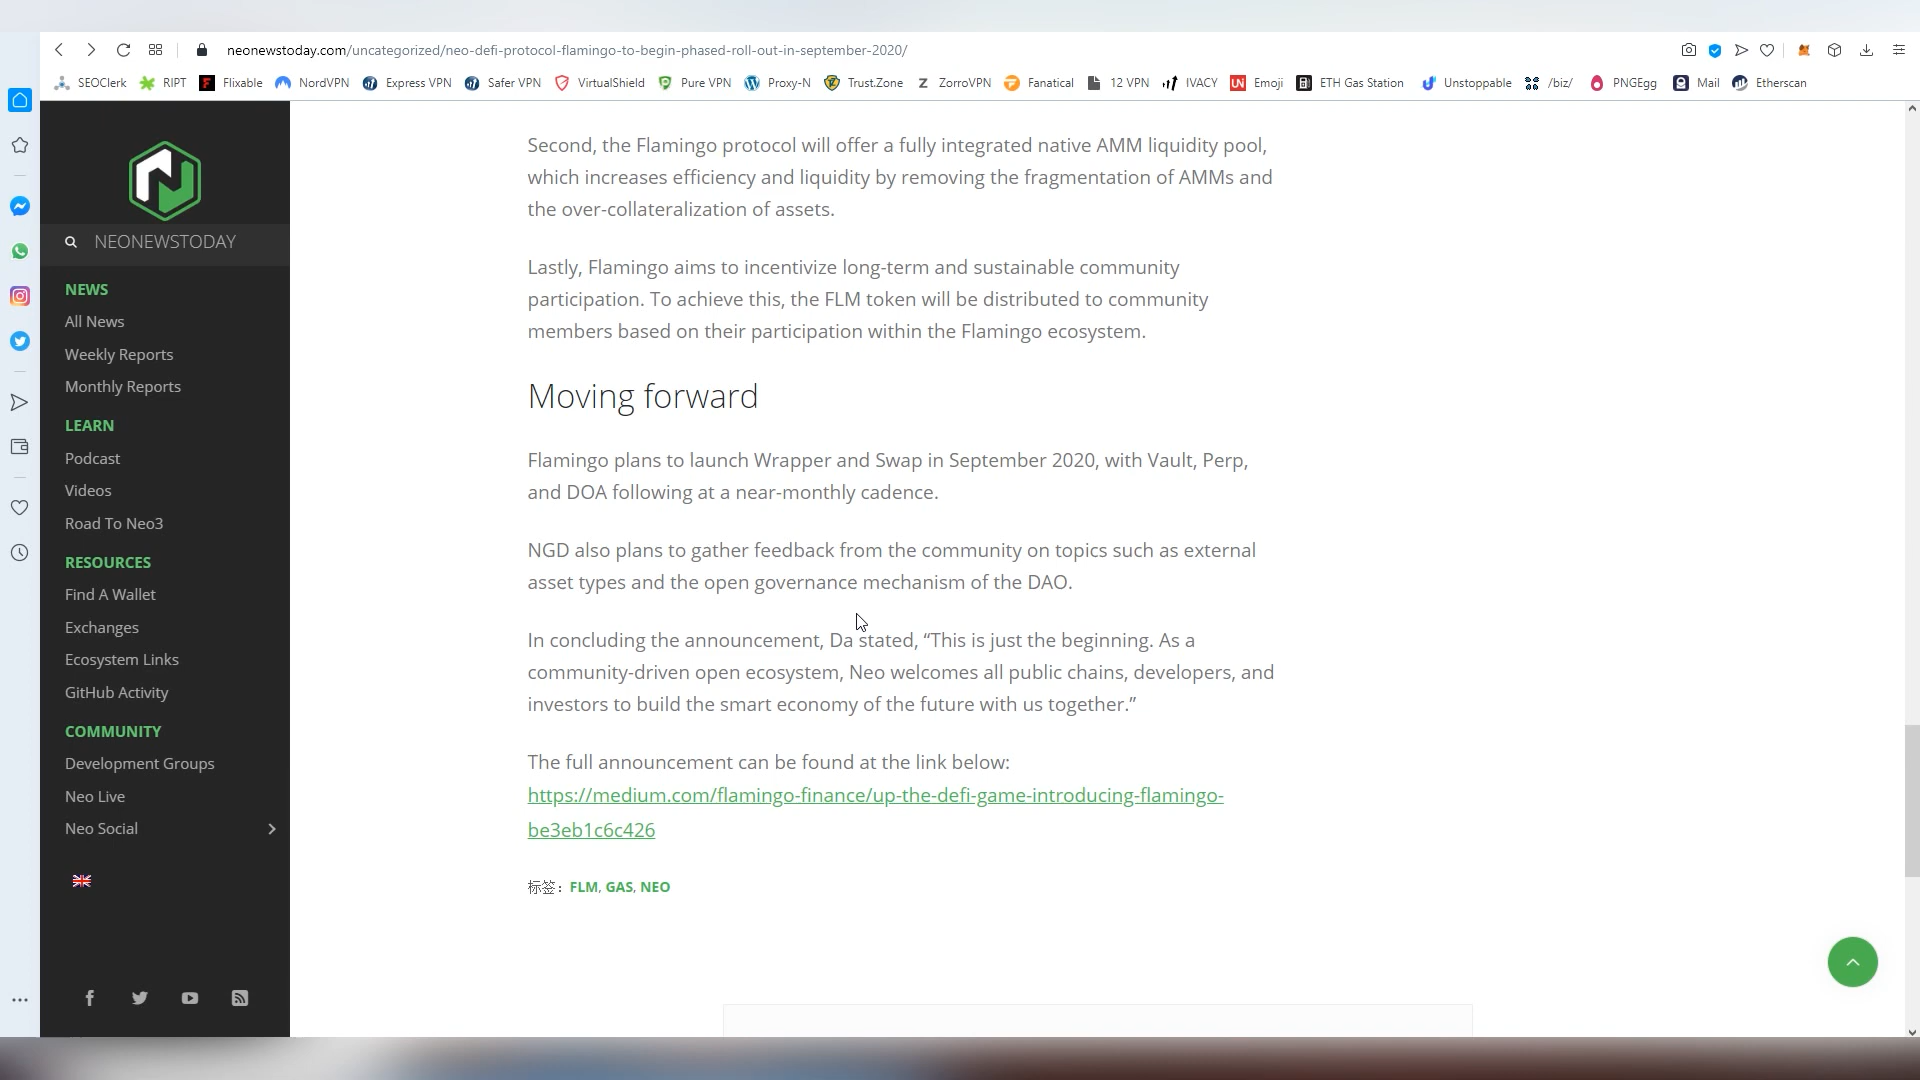 neonewstoday.com/uncategorized/neo-defi-protocol-flamingo-to-begin-phased-roll-out-in-september-2020/
SEOClerk RIPT Flixable NordVPN Express VPN Safer VPN VirtualShield Pure VPN Proxy-N Trust.Zone ZorroVPN Fanatical 12 VPN IVACY Emoji ETH Gas Station Unstoppable /biz/ PNGEgg Mail Etherscan
NEONEWSTODAY
NEWS
All News
Weekly Reports
Monthly Reports
LEARN
Podcast
Videos
Road To Neo3
RESOURCES
Find A Wallet
Exchanges
Ecosystem Links
GitHub Activity
COMMUNITY
Development Groups
Neo Live
Neo Social
Second, the Flamingo protocol will offer a fully integrated native AMM liquidity pool,
which increases efficiency and liquidity by removing the fragmentation of AMMs and
the over-collateralization of assets.
Lastly, Flamingo aims to incentivize long-term and sustainable community
participation. To achieve this, the FLM token will be distributed to community
members based on their participation within the Flamingo ecosystem.
Moving forward
Flamingo plans to launch Wrapper and Swap in September 2020, with Vault, Perp,
and DOA following at a near-monthly cadence.
NGD also plans to gather feedback from the community on topics such as external
asset types and the open governance mechanism of the DAO.
In concluding the announcement, Da stated, “This is just the beginning. As a
community-driven open ecosystem, Neo welcomes all public chains, developers, and
investors to build the smart economy of the future with us together.”
The full announcement can be found at the link below:
https://medium.com/flamingo-finance/up-the-defi-game-introducing-flamingo-
be3eb1c6c426
标签： FLM, GAS, NEO